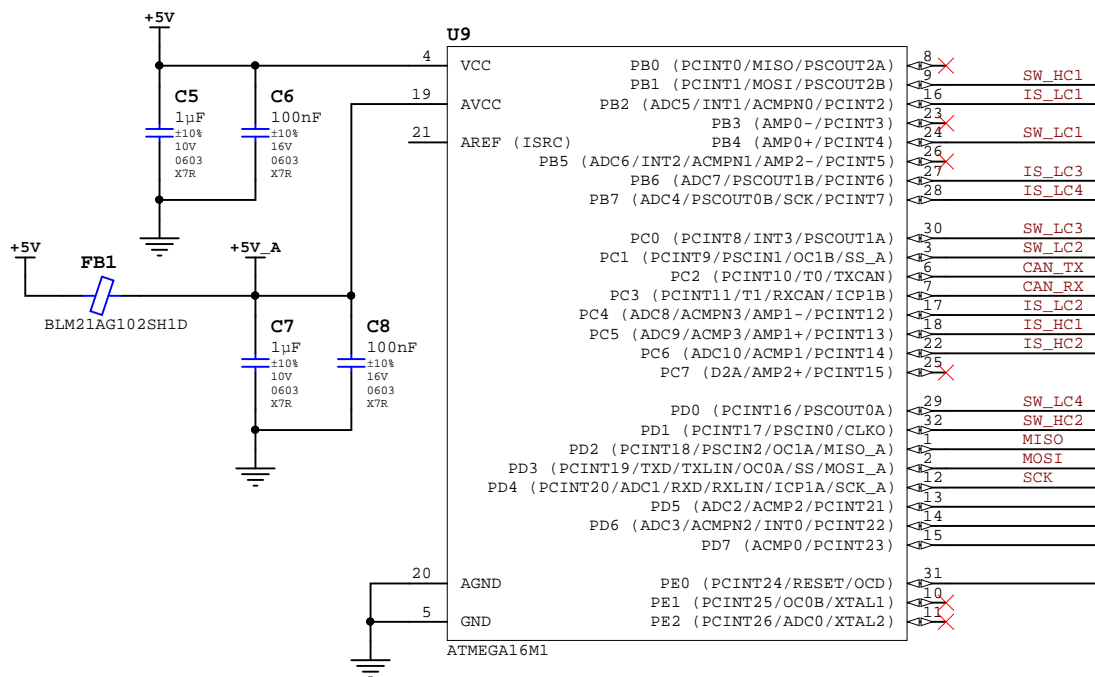 +5V
U9
4 VCC
C5
1µF
±10%
10V
0603
X7R
C6
100nF
±10%
16V
0603
X7R
19 AVCC
21 AREF (ISRC)
+5V
FB1
BLM21AG102SH1D
+5V_A
C7
1µF
±10%
10V
0603
X7R
C8
100nF
±10%
16V
0603
X7R
20 AGND
5 GND
PB0 (PCINT0/MISO/PSCOUT2A) 8
PB1 (PCINT1/MOSI/PSCOUT2B) 9 SW_HC1
PB2 (ADC5/INT1/ACMPN0/PCINT2) 16 IS_LC1
PB3 (AMP0-/PCINT3) 23
PB4 (AMP0+/PCINT4) 24 SW_LC1
PB5 (ADC6/INT2/ACMPN1/AMP2-/PCINT5) 26
PB6 (ADC7/PSCOUT1B/PCINT6) 27 IS_LC3
PB7 (ADC4/PSCOUT0B/SCK/PCINT7) 28 IS_LC4
PC0 (PCINT8/INT3/PSCOUT1A) 30 SW_LC3
PC1 (PCINT9/PSCIN1/OC1B/SS_A) 3 SW_LC2
PC2 (PCINT10/T0/TXCAN) 6 CAN_TX
PC3 (PCINT11/T1/RXCAN/ICP1B) 7 CAN_RX
PC4 (ADC8/ACMPN3/AMP1-/PCINT12) 17 IS_LC2
PC5 (ADC9/ACMP3/AMP1+/PCINT13) 18 IS_HC1
PC6 (ADC10/ACMP1/PCINT14) 22 IS_HC2
PC7 (D2A/AMP2+/PCINT15) 25
PD0 (PCINT16/PSCOUT0A) 29 SW_LC4
PD1 (PCINT17/PSCIN0/CLKO) 32 SW_HC2
PD2 (PCINT18/PSCIN2/OC1A/MISO_A) 1 MISO
PD3 (PCINT19/TXD/TXLIN/OC0A/SS/MOSI_A) 2 MOSI
PD4 (PCINT20/ADC1/RXD/RXLIN/ICP1A/SCK_A) 12 SCK
PD5 (ADC2/ACMP2/PCINT21) 13
PD6 (ADC3/ACMPN2/INT0/PCINT22) 14
PD7 (ACMP0/PCINT23) 15
PE0 (PCINT24/RESET/OCD) 31
PE1 (PCINT25/OC0B/XTAL1) 10
PE2 (PCINT26/ADC0/XTAL2) 11
ATMEGA16M1